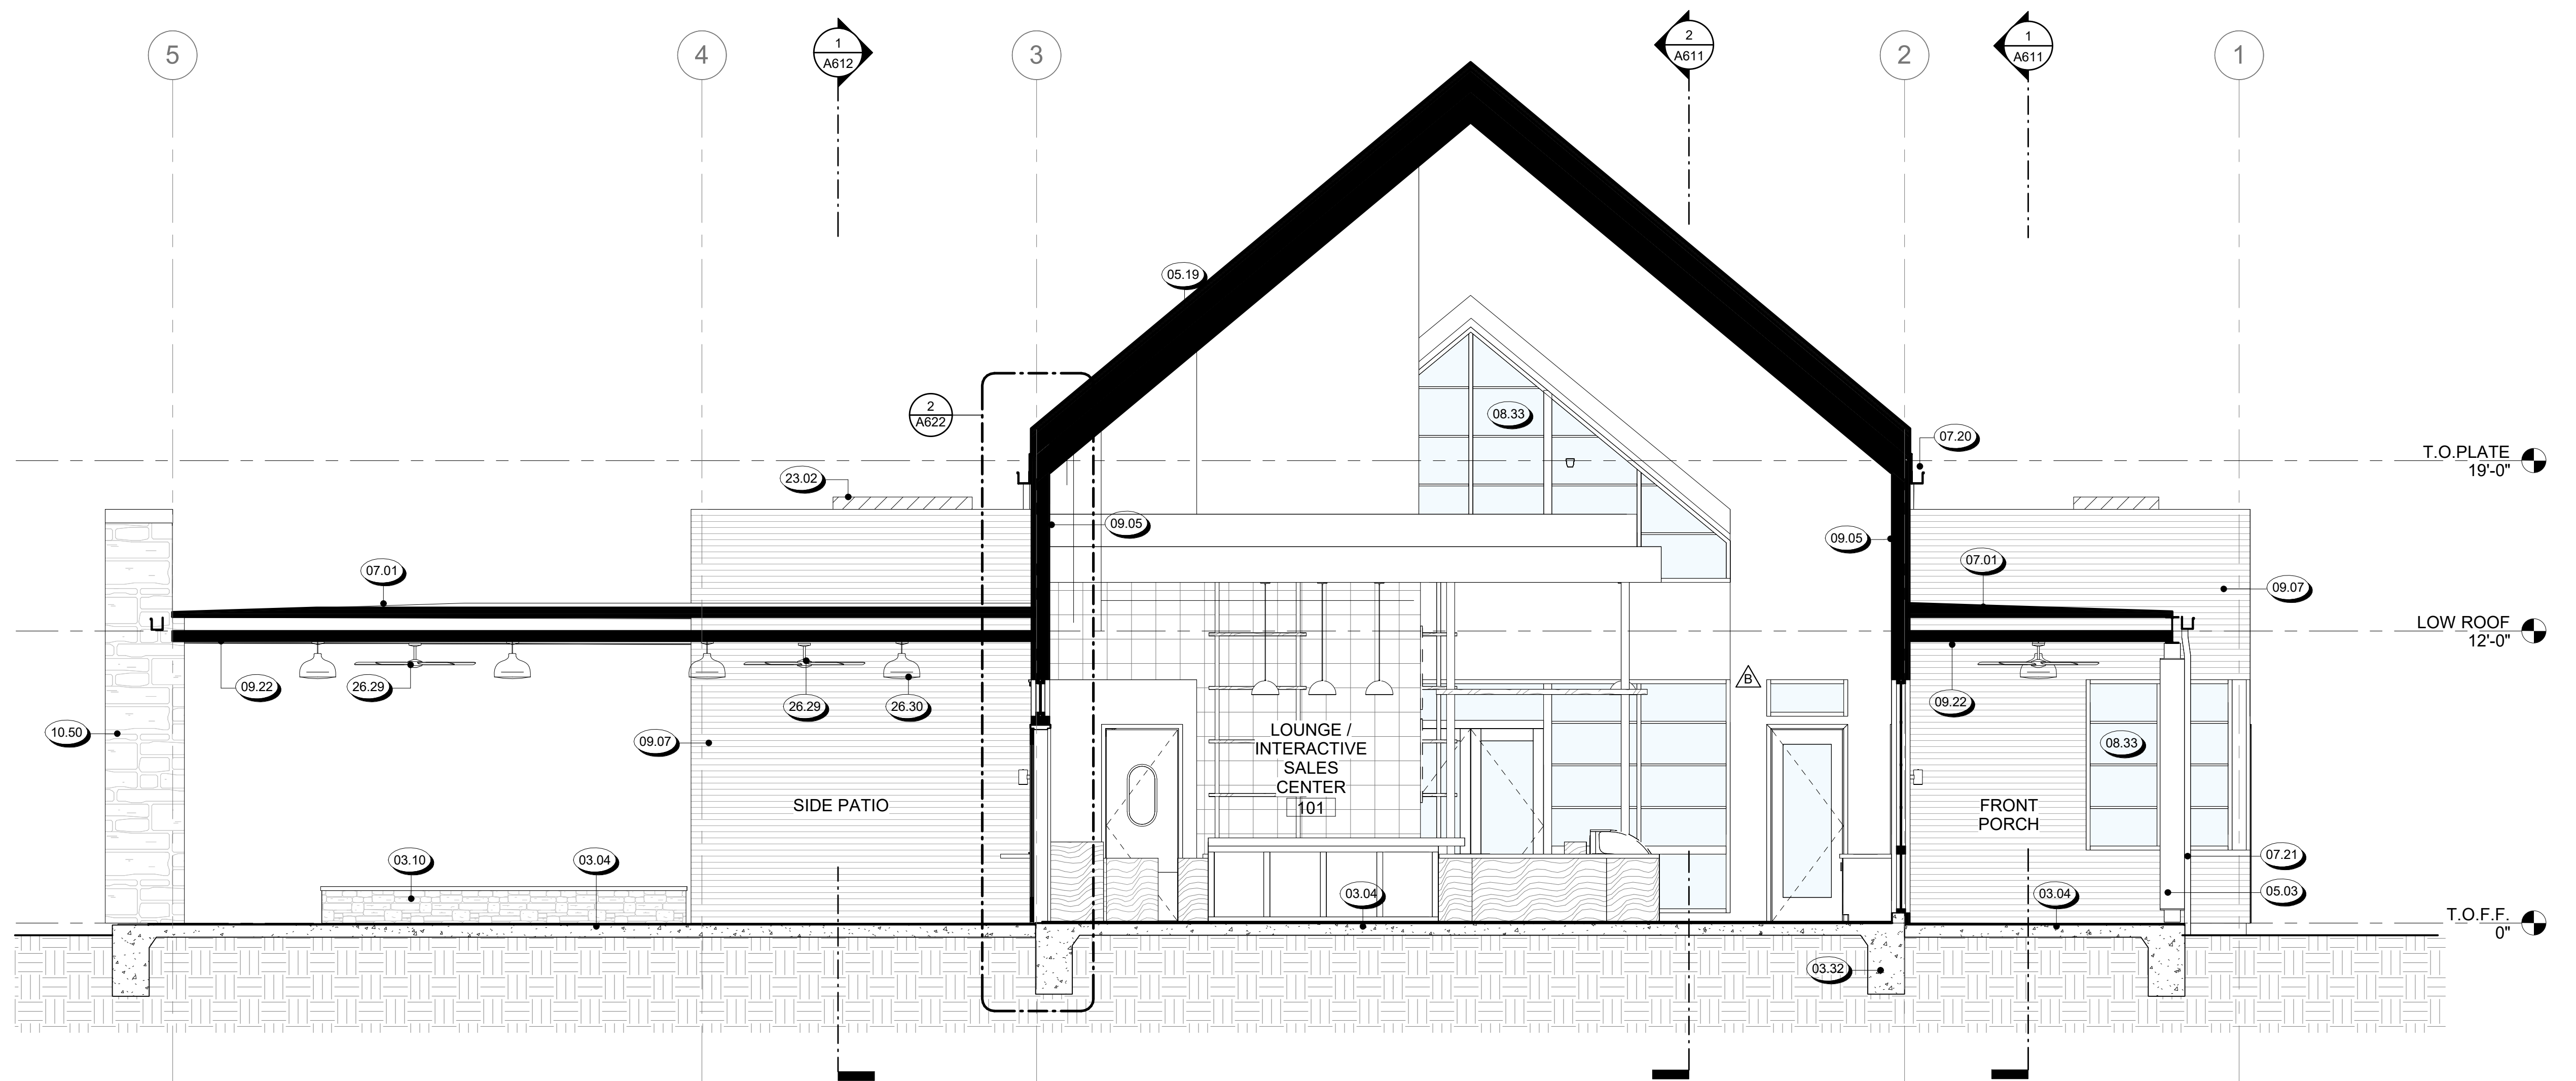 5
4
1
A612
3
2
A611
2
1
A611
1
05.19
2
A622
08.33
07.20
T.O.PLATE
19'-0"
23.02
09.05
09.05
07.01
07.01
09.07
LOW ROOF
12'-0"
09.22
26.29
26.29
26.30
B
09.22
10.50
09.07
LOUNGE /
INTERACTIVE
SALES
CENTER
101
08.33
SIDE PATIO
FRONT
PORCH
03.10
03.04
03.04
03.04
07.21
05.03
T.O.F.F.
0"
03.32